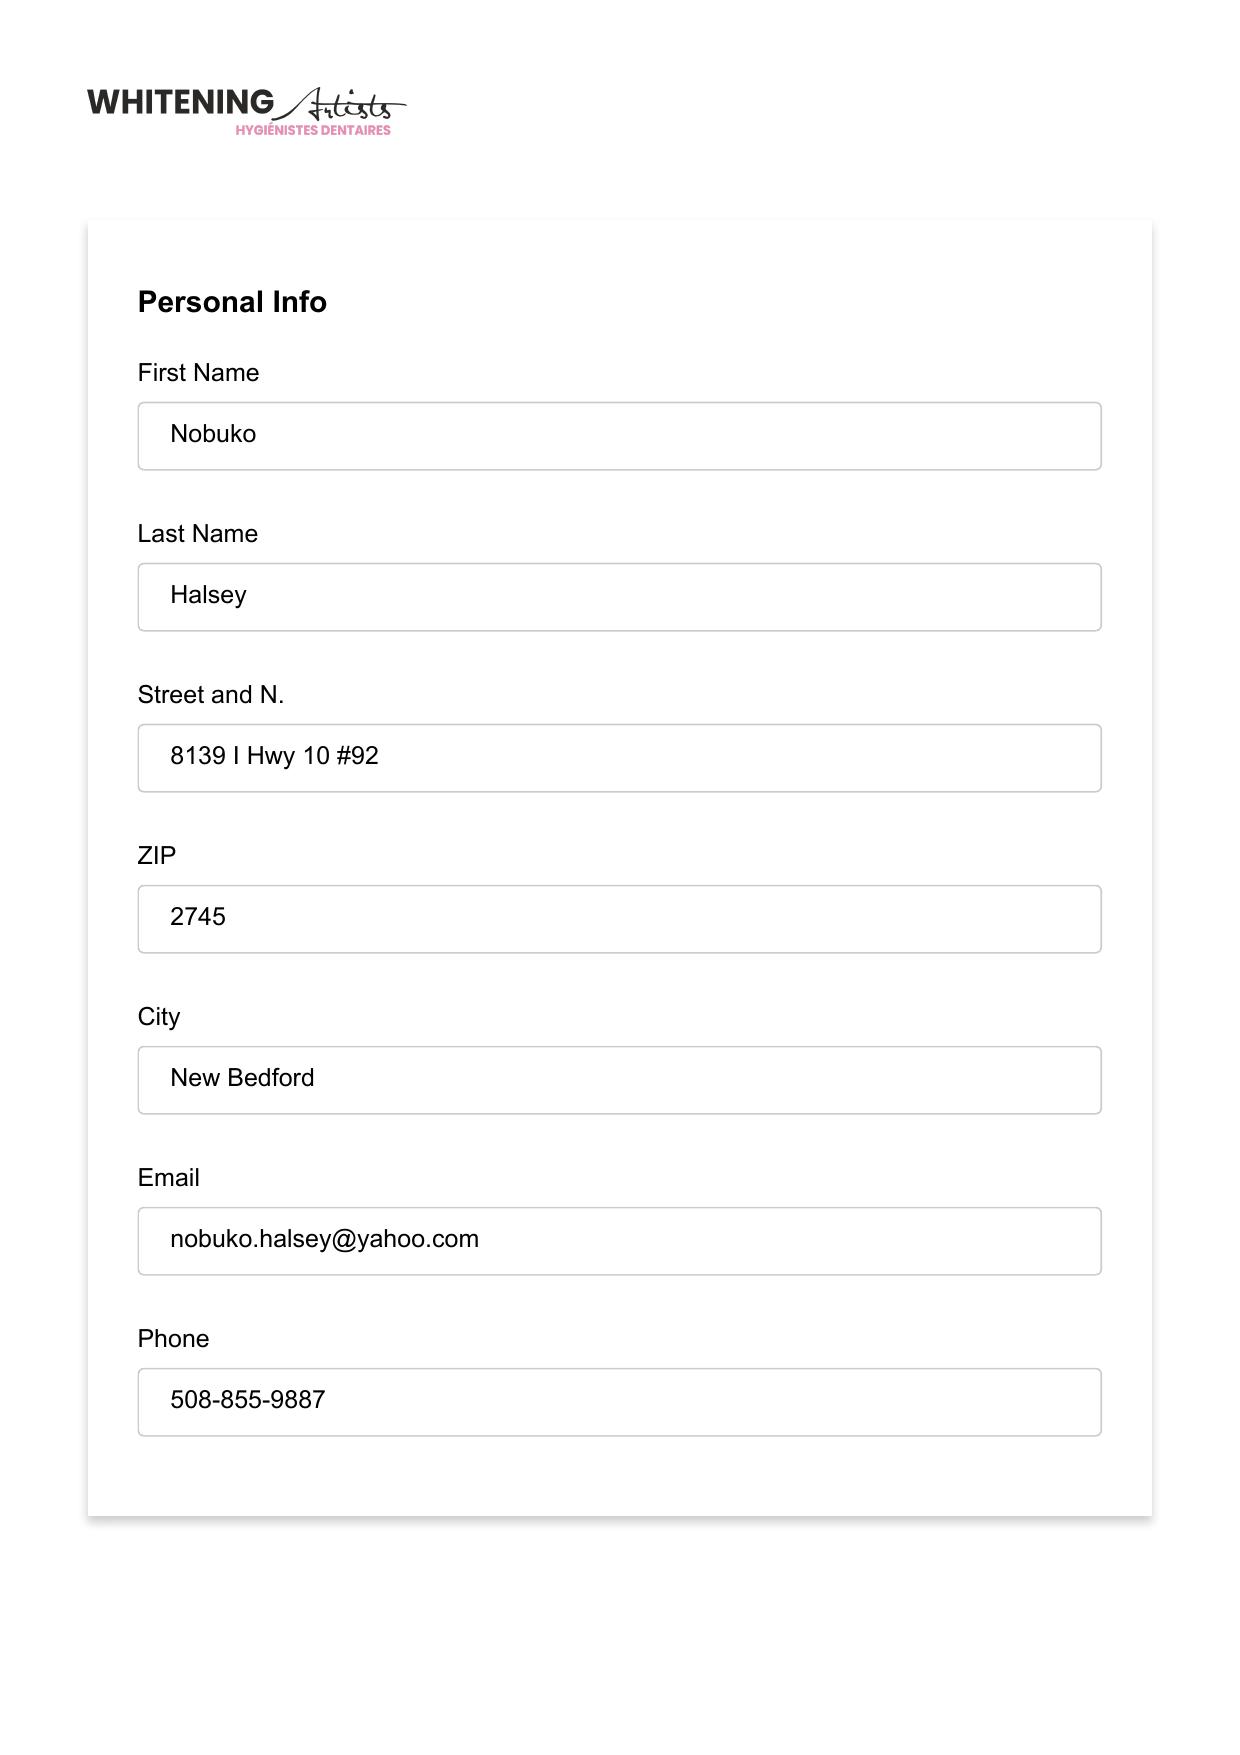 WHITENING Artists
HYGIÉNISTES DENTAIRES
Personal Info
First Name
Nobuko
Last Name
Halsey
Street and N.
8139 I Hwy 10 #92
ZIP
2745
City
New Bedford
Email
nobuko.halsey@yahoo.com
Phone
508-855-9887